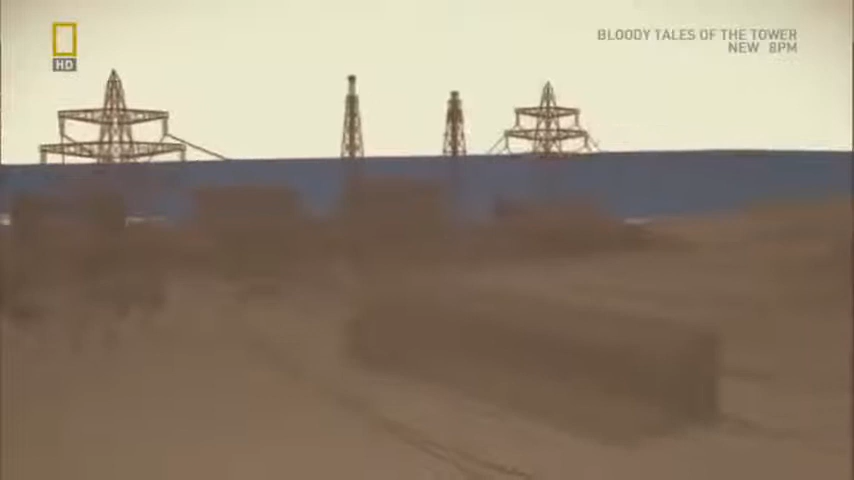 HD
BLOODY TALES OF THE TOWER
NEW 8PM